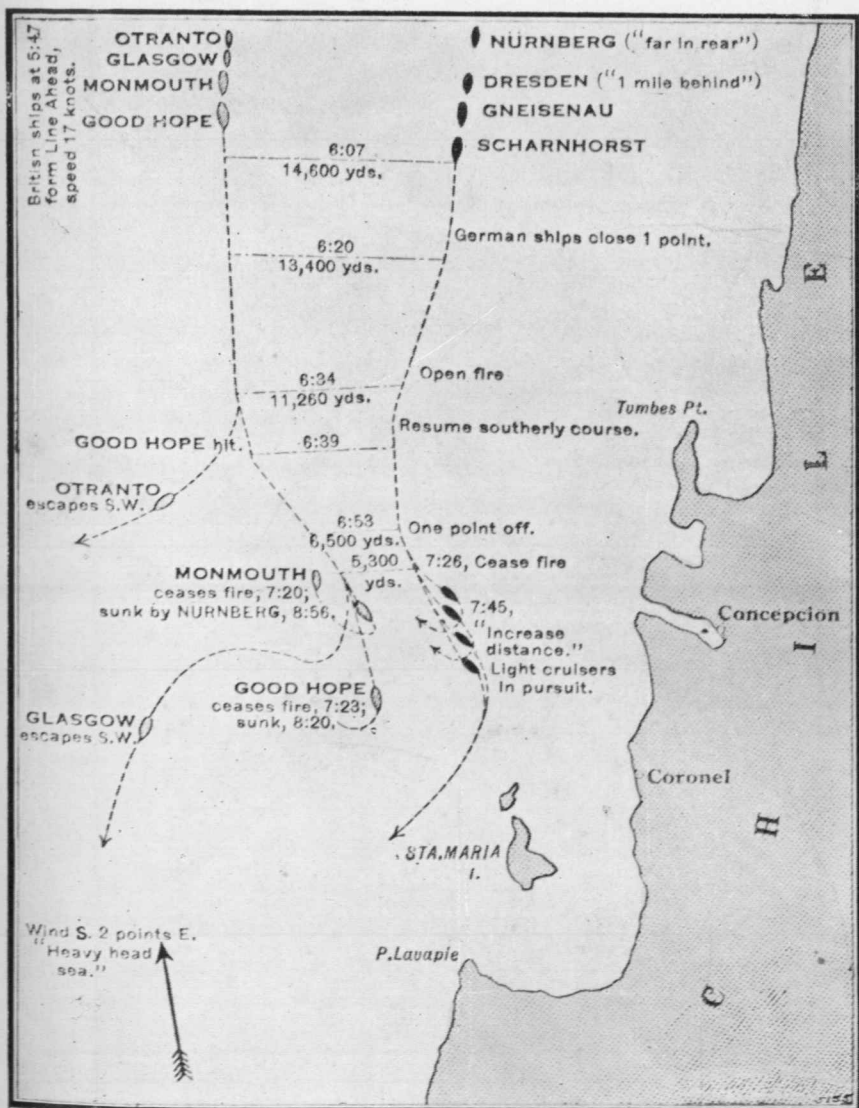 British ships at 5:47
form Line Ahead,
speed 17 knots.
OTRANTO
GLASGOW
MONMOUTH
GOOD HOPE
NÜRNBERG ("far in rear")
DRESDEN ("1 mile behind")
GNEISENAU
SCHARNHORST
6:07
14,600 yds.
German ships close 1 point.
6:20
13,400 yds.
6:34
11,260 yds.
Open fire
Resume southerly course.
GOOD HOPE hit.
6:39
Tumbes Pt.
OTRANTO
escapes S.W.
6:53
6,500 yds.
One point off.
5,300
yds.
7:26, Cease fire
MONMOUTH
ceases fire, 7:20;
sunk by NURNBERG, 8:56.
7:45,
"Increase
distance."
Light cruisers
In pursuit.
Concepcion
GOOD HOPE
ceases fire, 7:23;
sunk, 8:20.
GLASGOW
escapes S.W.
Coronel
STA.MARIA
I.
Wind S. 2 points E.
"Heavy head
sea."
P.Lavapie
C H I L E